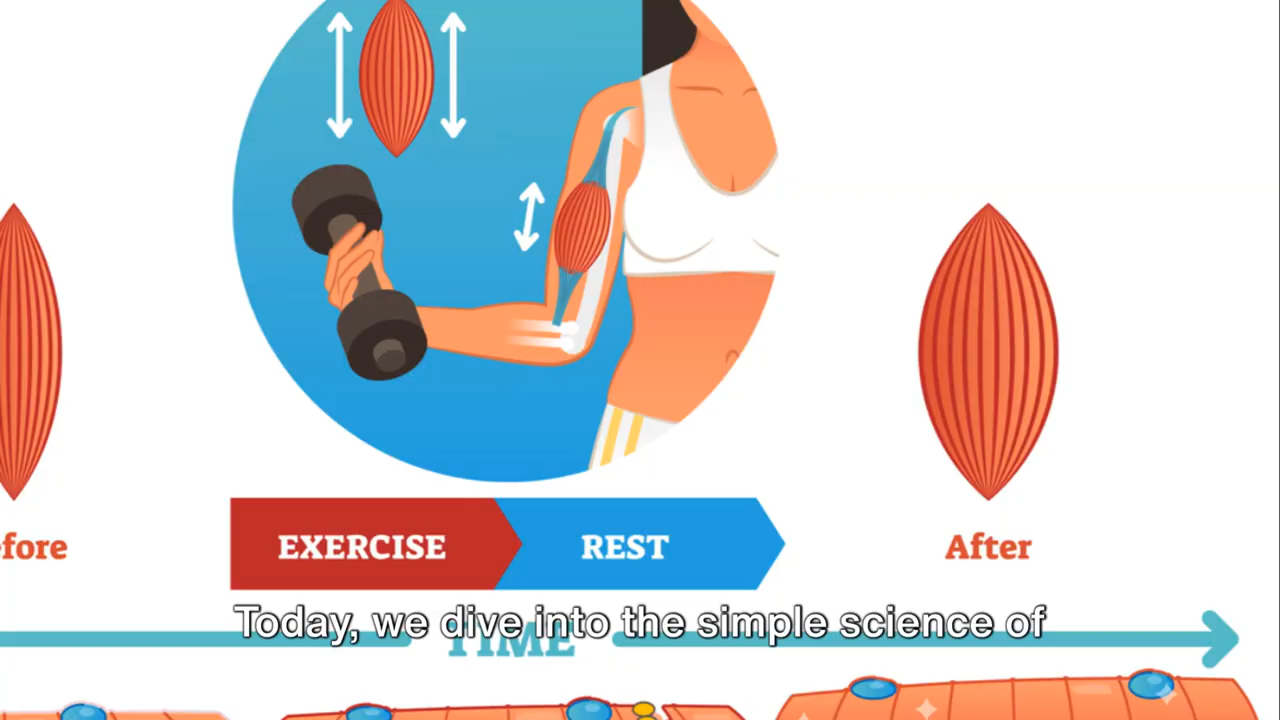 EXERCISE REST
fore After
Today, we dive into the simple science of
TIME